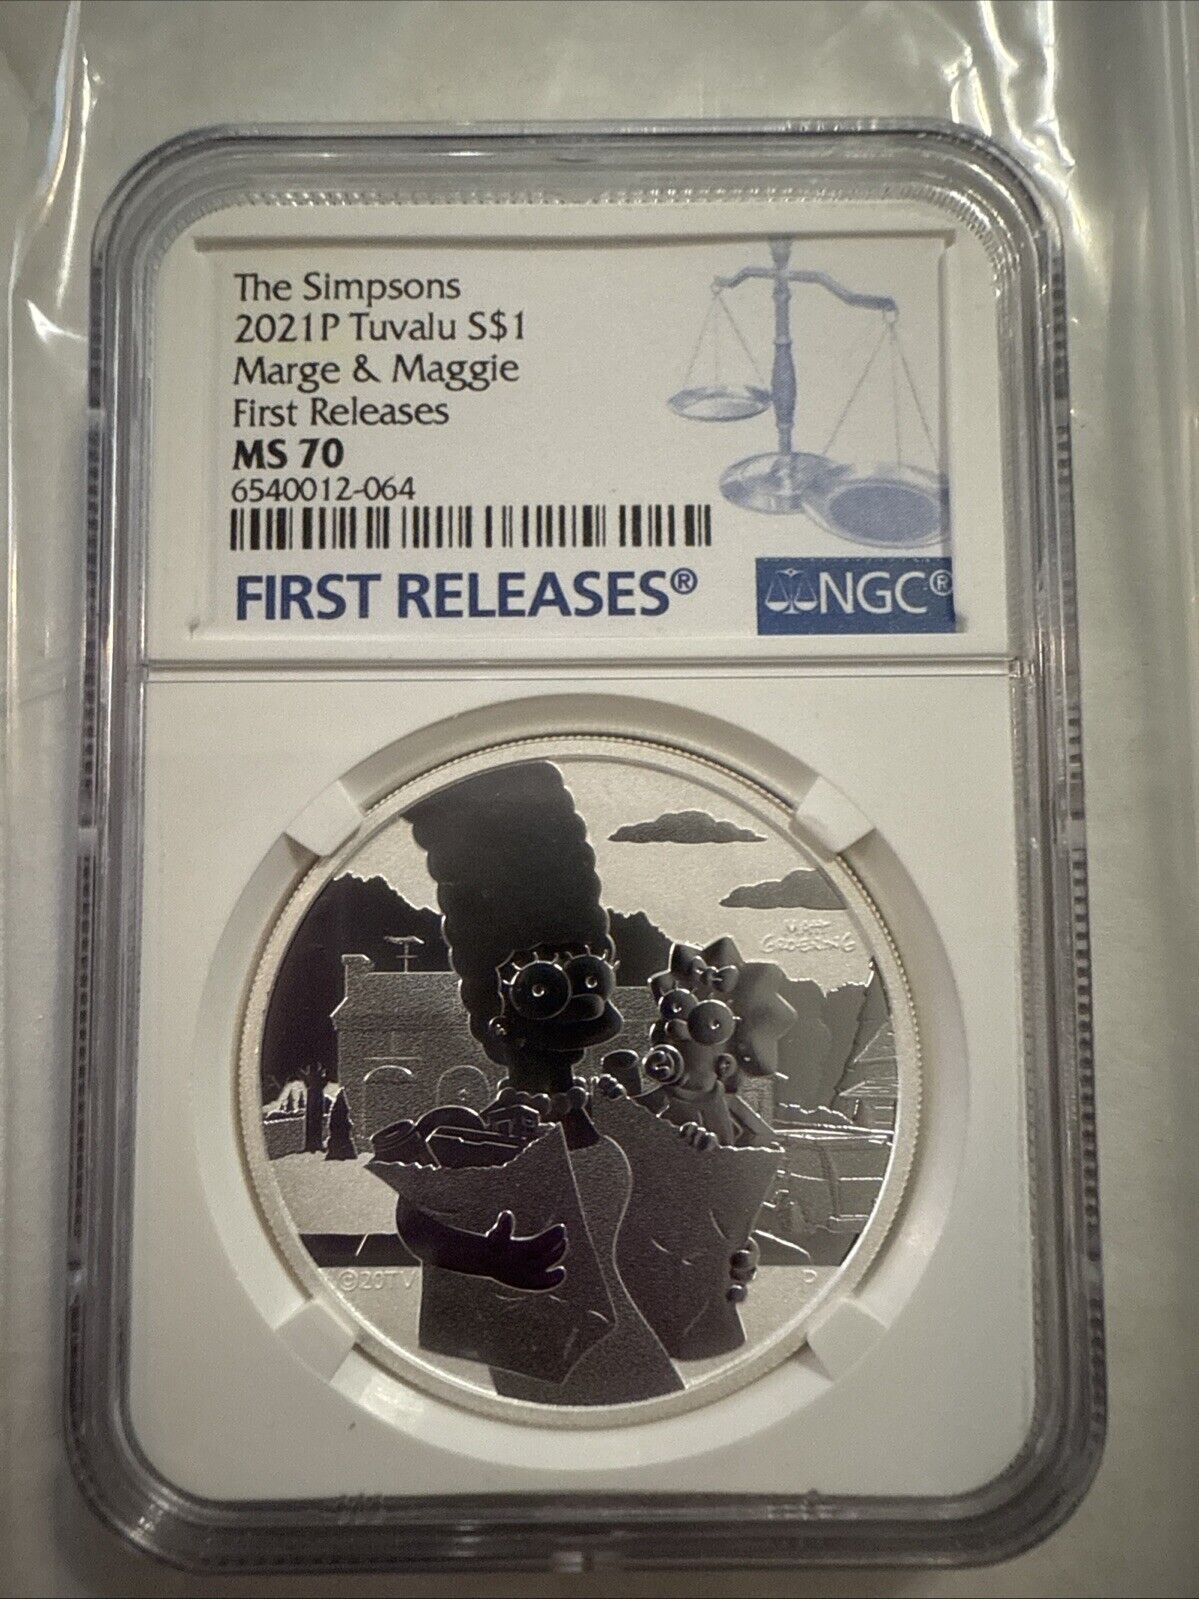 The Simpsons
2021P Tuvalu S$1
Marge & Maggie
First Releases
MS 70
6540012-064
FIRST RELEASES®
NGC®
MATT
GROENING
©20TV
P